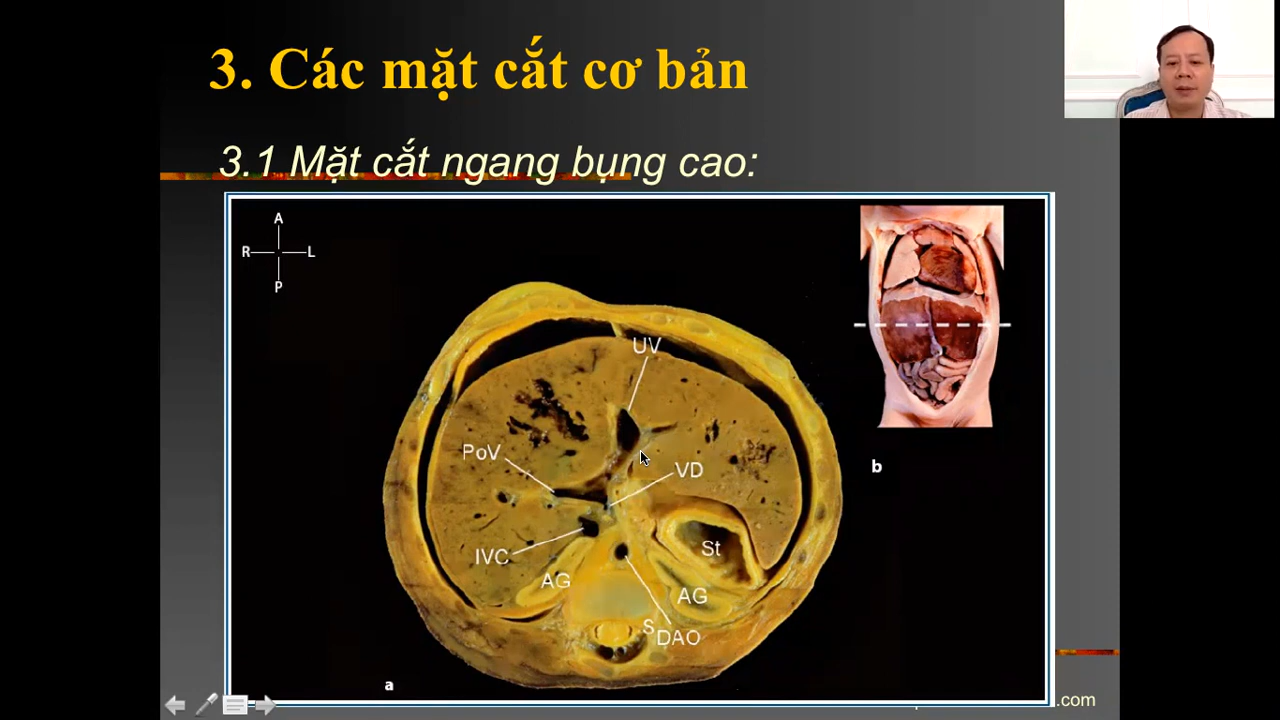 3. Các mặt cắt cơ bản
3.1 Mặt cắt ngang bụng cao:
A
R L
P
UV
PoV
VD
IVC
St
AG
AG
S
DAO
a
b
.com